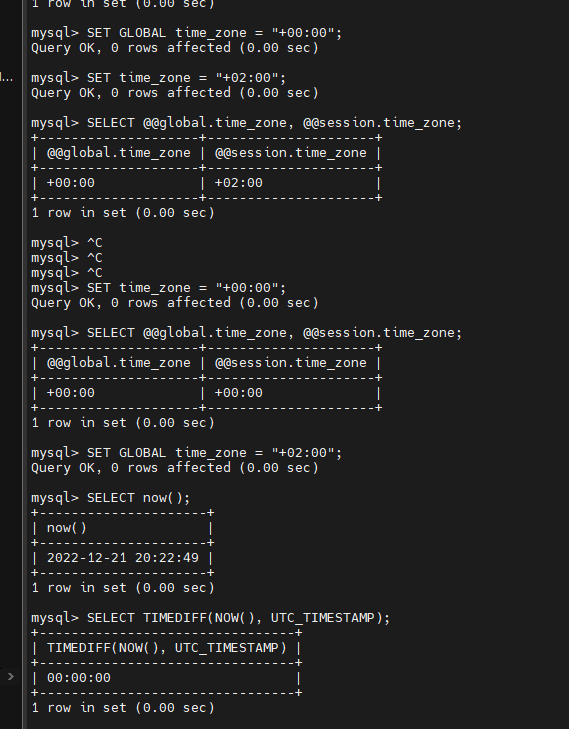 1 row in set (0.00 sec)
mysql> SET GLOBAL time_zone = "+00:00";
Query OK, 0 rows affected (0.00 sec)
l...
mysql> SET time_zone = "+02:00";
Query OK, 0 rows affected (0.00 sec)
mysql> SELECT @@global.time_zone, @@session.time_zone;
+--------------------+---------------------+
| @@global.time_zone | @@session.time_zone |
+--------------------+---------------------+
| +00:00             | +02:00              |
+--------------------+---------------------+
1 row in set (0.00 sec)
mysql> ^C
mysql> ^C
mysql> ^C
mysql> SET time_zone = "+00:00";
Query OK, 0 rows affected (0.00 sec)
mysql> SELECT @@global.time_zone, @@session.time_zone;
+--------------------+---------------------+
| @@global.time_zone | @@session.time_zone |
+--------------------+---------------------+
| +00:00             | +00:00              |
+--------------------+---------------------+
1 row in set (0.00 sec)
mysql> SET GLOBAL time_zone = "+02:00";
Query OK, 0 rows affected (0.00 sec)
mysql> SELECT now();
+---------------------+
| now()               |
+---------------------+
| 2022-12-21 20:22:49 |
+---------------------+
1 row in set (0.00 sec)
mysql> SELECT TIMEDIFF(NOW(), UTC_TIMESTAMP);
+--------------------------------+
| TIMEDIFF(NOW(), UTC_TIMESTAMP) |
+--------------------------------+
| 00:00:00                       |
+--------------------------------+
1 row in set (0.00 sec)